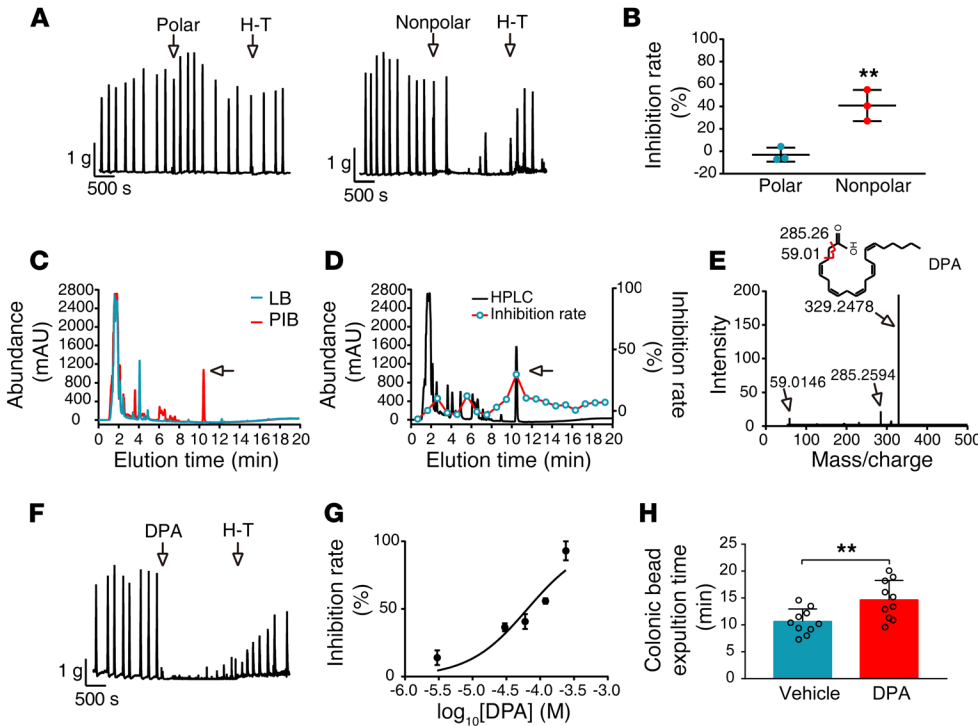 A
Polar
H-T
1 g
500 s
Nonpolar
H-T
1 g
500 s
B
Inhibition rate
(%)
100
80
60
40
20
0
-20
**
Polar
Nonpolar
C
Abundance
(mAU)
2800
2400
2000
1600
1200
800
400
0
LB
PIB
0 2 4 6 8 10 12 14 16 18 20
Elution time (min)
D
Abundance
(mAU)
2800
2400
2000
1600
1200
800
400
0
HPLC
Inhibition rate
100
50
0
Inhibition rate
(%)
0 2 4 6 8 10 12 14 16 18 20
Elution time (min)
E
285.26
59.01
O
HO
DPA
329.2478
Intensity
200
150
100
50
0
59.0146
285.2594
0 100 200 300 400 500
Mass/charge
F
DPA
H-T
1 g
500 s
G
Inhibition rate
(%)
100
50
0
-6.0 -5.5 -5.0 -4.5 -4.0 -3.5 -3.0
log10[DPA] (M)
H
Colonic bead
expultion time
(min)
25
20
15
10
5
0
**
Vehicle
DPA